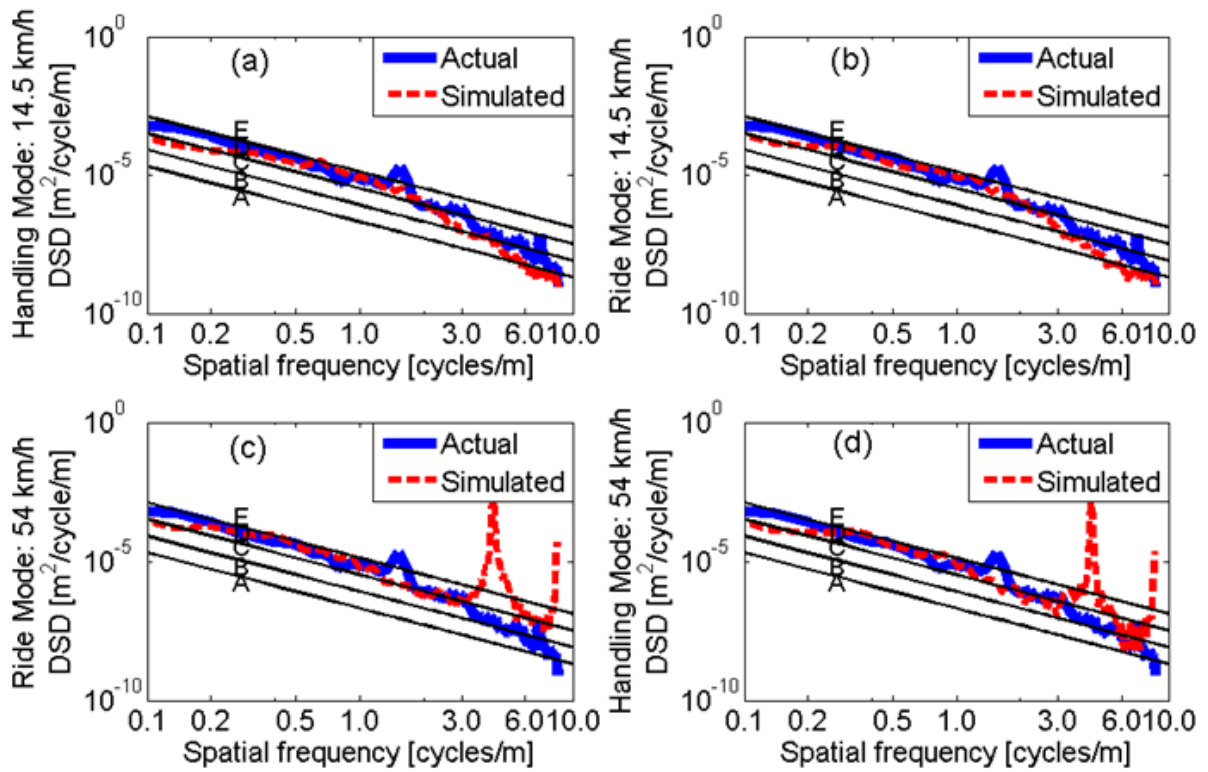 Handling Mode: 14.5 km/h
DSD [m²/cycle/m]
10⁰
10⁻⁵
10⁻¹⁰
(a)
Actual
Simulated
E
D
C
B
A
0.1 0.2 0.5 1.0 3.0 6.0 10.0
Spatial frequency [cycles/m]
Ride Mode: 14.5 km/h
DSD [m²/cycle/m]
10⁰
10⁻⁵
10⁻¹⁰
(b)
Actual
Simulated
E
D
C
B
A
0.1 0.2 0.5 1.0 3.0 6.0 10.0
Spatial frequency [cycles/m]
Ride Mode: 54 km/h
DSD [m²/cycle/m]
10⁰
10⁻⁵
10⁻¹⁰
(c)
Actual
Simulated
E
D
C
B
A
0.1 0.2 0.5 1.0 3.0 6.010.0
Spatial frequency [cycles/m]
Handling Mode: 54 km/h
DSD [m²/cycle/m]
10⁰
10⁻⁵
10⁻¹⁰
(d)
Actual
Simulated
E
D
C
B
A
0.1 0.2 0.5 1.0 3.0 6.010.0
Spatial frequency [cycles/m]